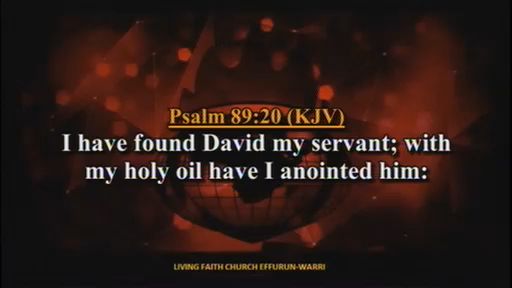 Psalm 89:20 (KJV)
I have found David my servant; with
my holy oil have I anointed him:
LIVING FAITH CHURCH EFFURUN-WARRI